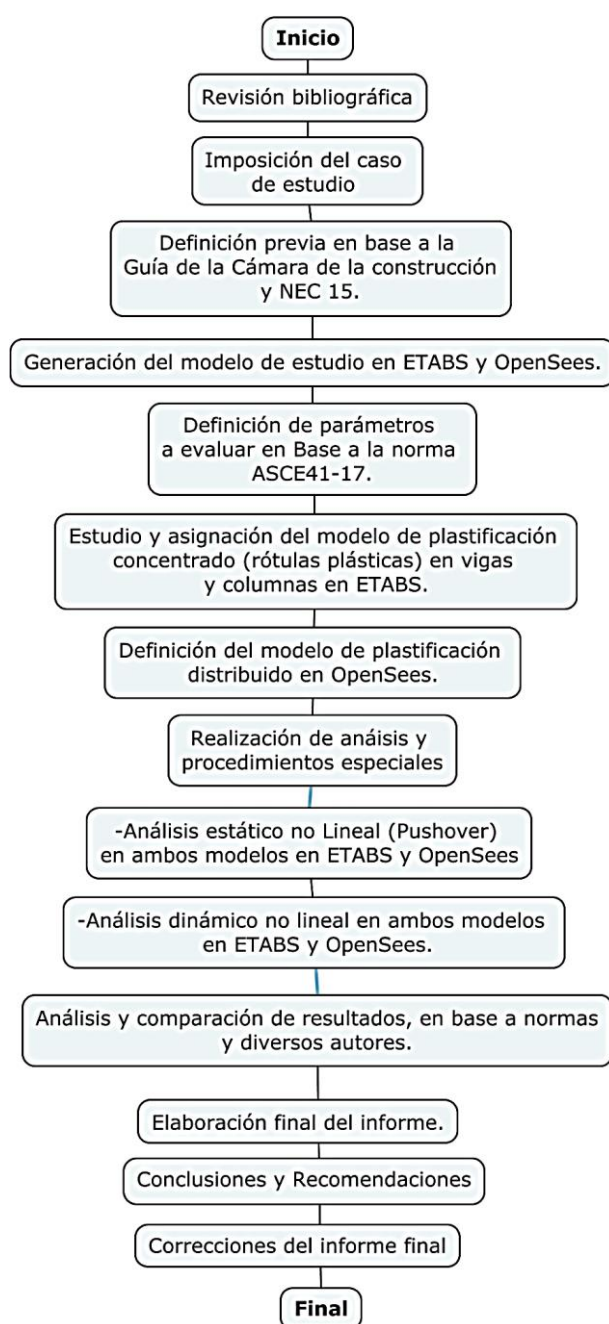 Inicio
Revisión bibliográfica
Imposición del caso
de estudio
Definición previa en base a la
Guía de la Cámara de la construcción
y NEC 15.
Generación del modelo de estudio en ETABS y OpenSees.
Definición de parámetros
a evaluar en Base a la norma
ASCE41-17.
Estudio y asignación del modelo de plastificación
concentrado (rótulas plásticas) en vigas
y columnas en ETABS.
Definición del modelo de plastificación
distribuido en OpenSees.
Realización de anáisis y
procedimientos especiales
-Análisis estático no Lineal (Pushover)
en ambos modelos en ETABS y OpenSees
-Análisis dinámico no lineal en ambos modelos
en ETABS y OpenSees.
Análisis y comparación de resultados, en base a normas
y diversos autores.
Elaboración final del informe.
Conclusiones y Recomendaciones
Correcciones del informe final
Final